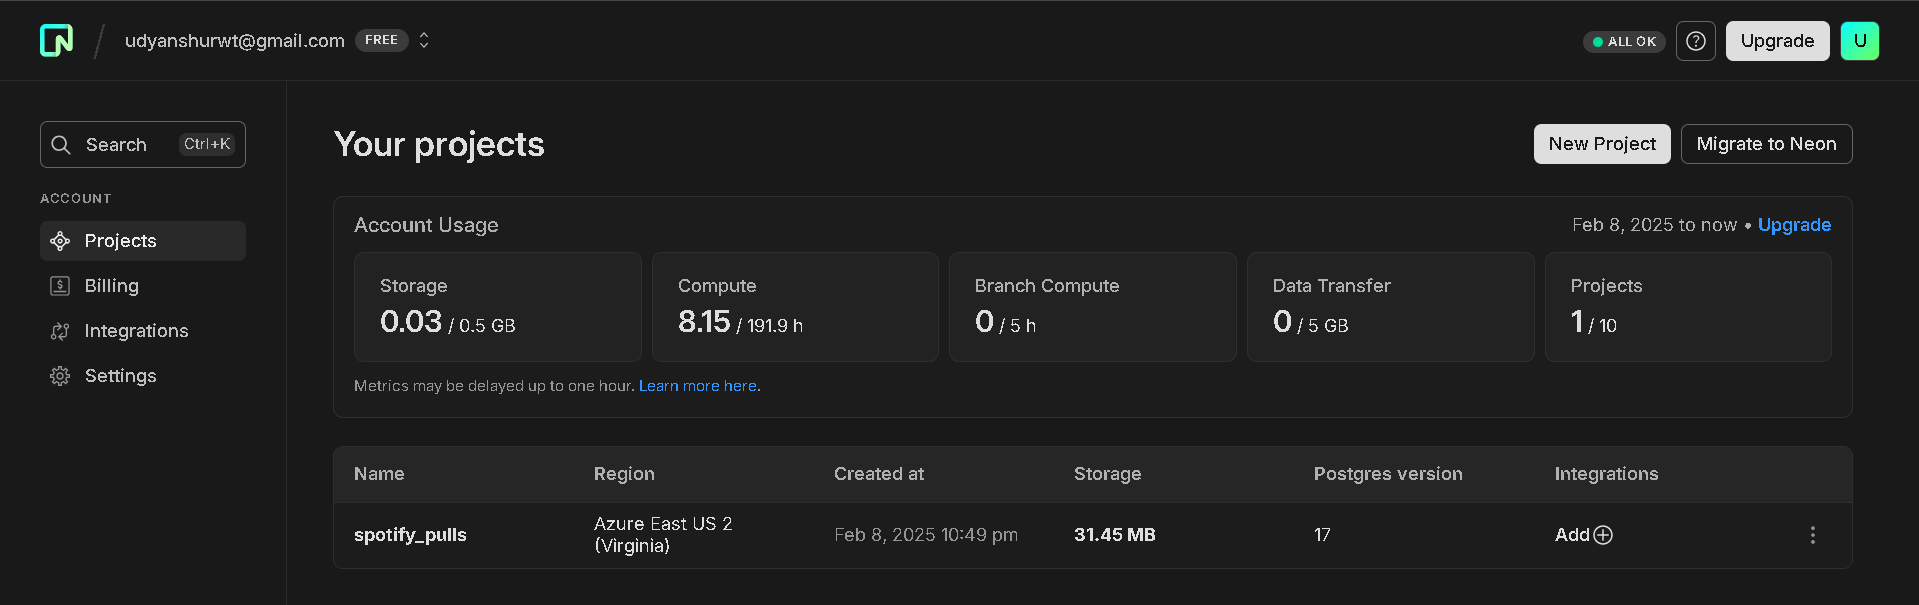 udyanshurwt@gmail.com FREE
ALL OK
Upgrade
U
Search Ctrl+K
ACCOUNT
Projects
Billing
Integrations
Settings
Your projects
New Project
Migrate to Neon
Account Usage
Feb 8, 2025 to now • Upgrade
Storage
0.03 / 0.5 GB
Compute
8.15 / 191.9 h
Branch Compute
0 / 5 h
Data Transfer
0 / 5 GB
Projects
1 / 10
Metrics may be delayed up to one hour. Learn more here.
Name Region Created at Storage Postgres version Integrations
spotify_pulls Azure East US 2 (Virginia) Feb 8, 2025 10:49 pm 31.45 MB 17 Add